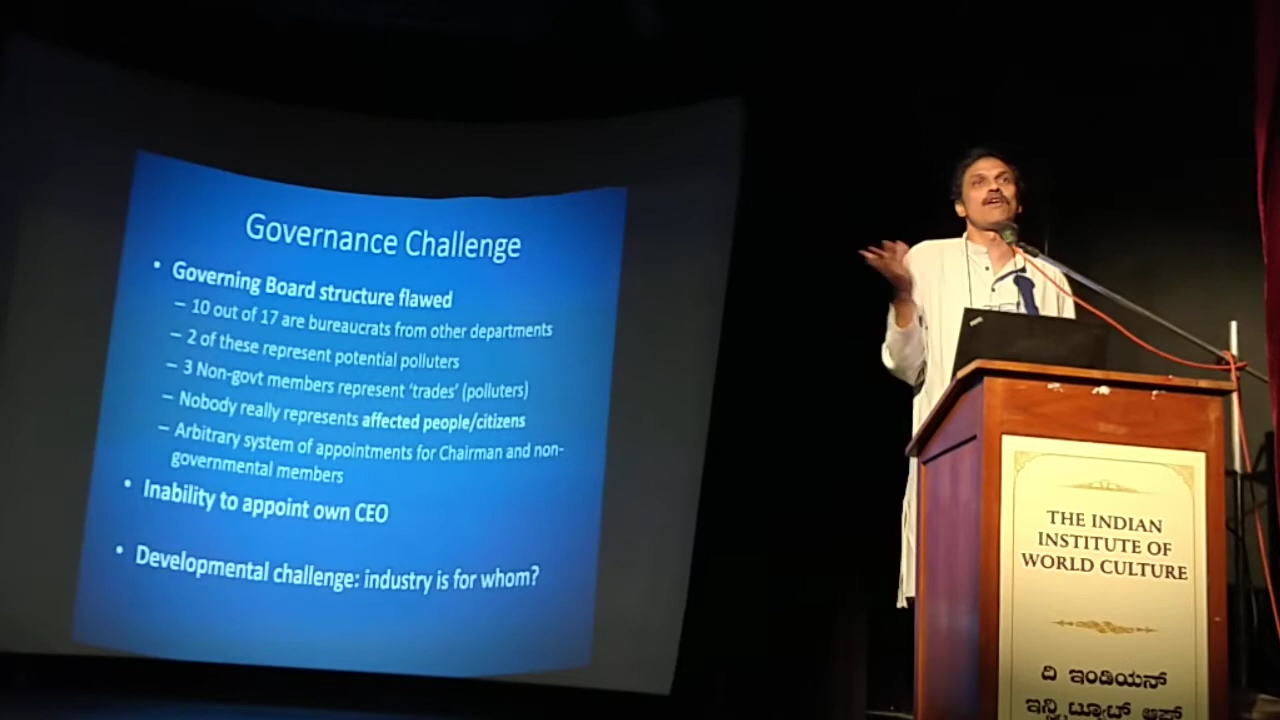 Governance Challenge
• Governing Board structure flawed
– 10 out of 17 are bureaucrats from other departments
– 2 of these represent potential polluters
– 3 Non-govt members represent ‘trades’ (polluters)
– Nobody really represents affected people/citizens
– Arbitrary system of appointments for Chairman and non-
governmental members
• Inability to appoint own CEO
• Developmental challenge: industry is for whom?
THE INDIAN
INSTITUTE OF
WORLD CULTURE
ದಿ ಇಂಡಿಯನ್
ಇನ್ಸ್ಟಿಟ್ಯೂಟ್ ಆಫ್